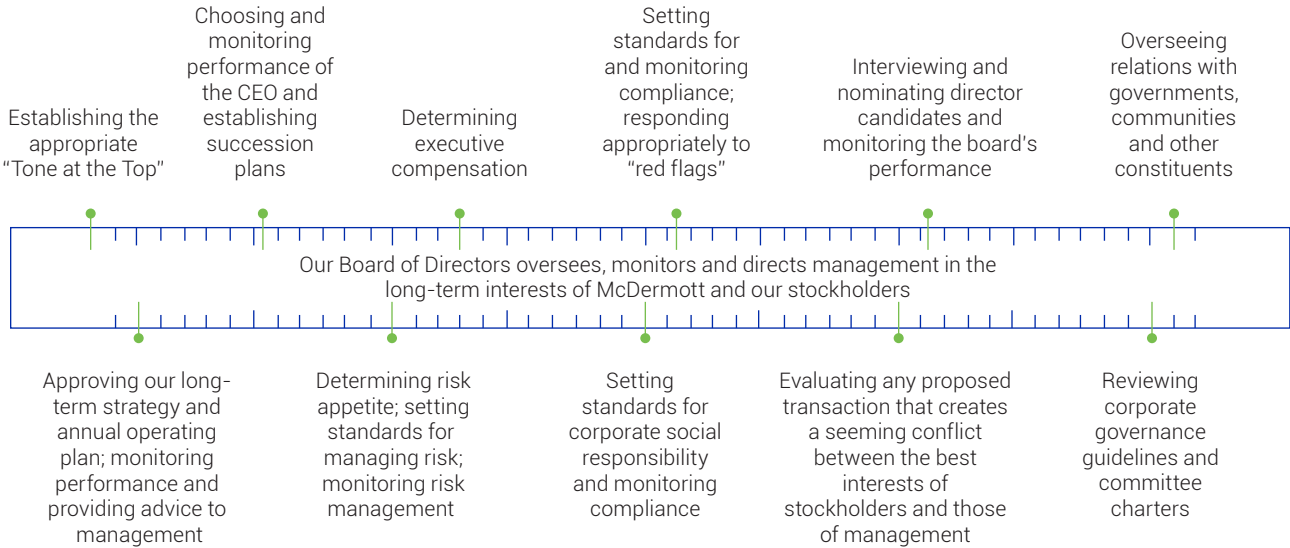 Establishing the
appropriate
“Tone at the Top”
Choosing and
monitoring
performance of
the CEO and
establishing
succession
plans
Determining
executive
compensation
Setting
standards for
and monitoring
compliance;
responding
appropriately to
“red flags”
Interviewing and
nominating director
candidates and
monitoring the board’s
performance
Overseeing
relations with
governments,
communities
and other
constituents
Our Board of Directors oversees, monitors and directs management in the
long-term interests of McDermott and our stockholders
Approving our long-
term strategy and
annual operating
plan; monitoring
performance and
providing advice to
management
Determining risk
appetite; setting
standards for
managing risk;
monitoring risk
management
Setting
standards for
corporate social
responsibility
and monitoring
compliance
Evaluating any proposed
transaction that creates
a seeming conflict
between the best
interests of
stockholders and those
of management
Reviewing
corporate
governance
guidelines and
committee
charters